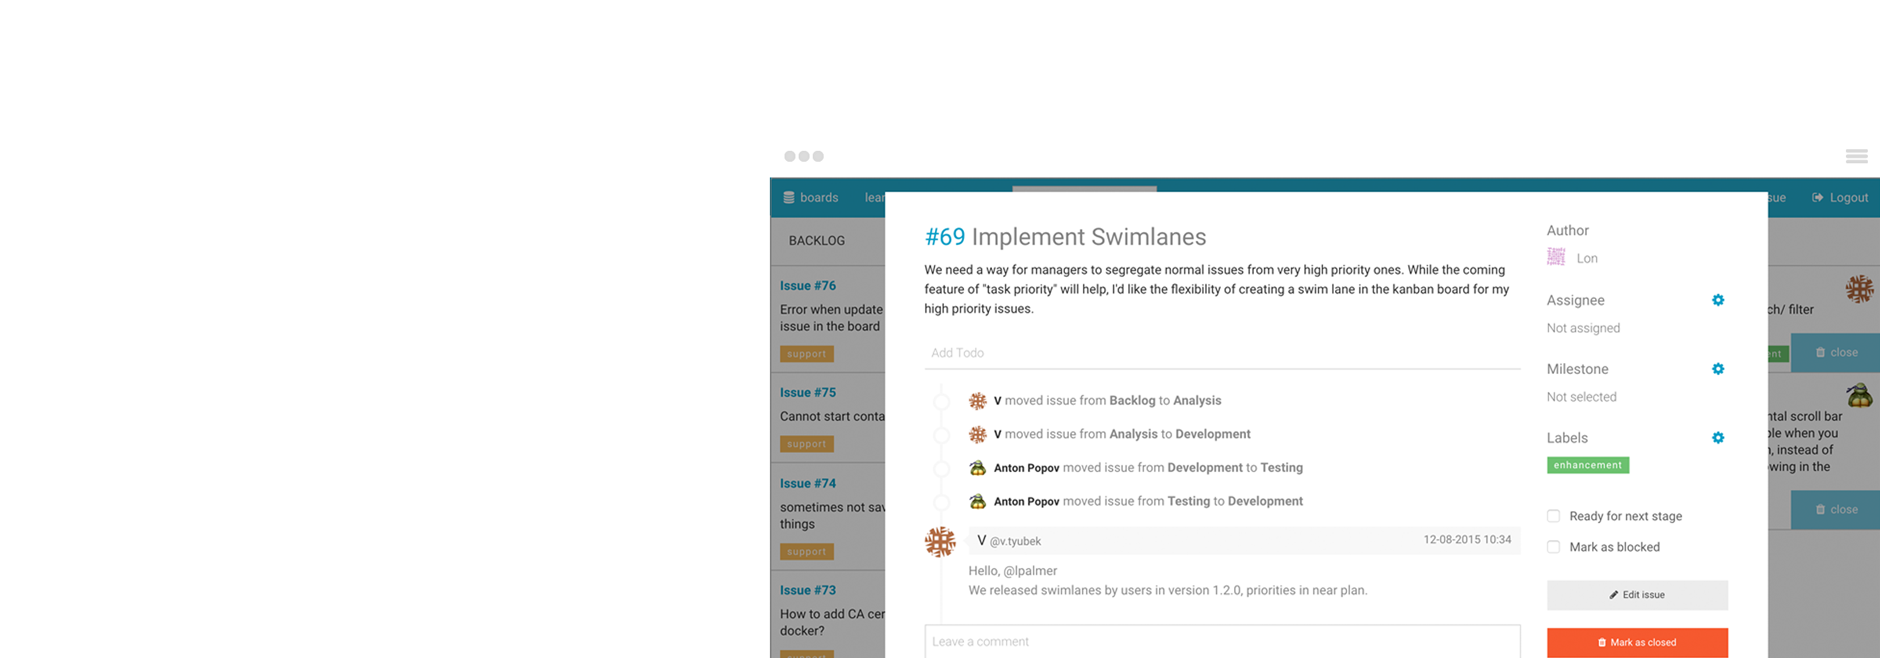 boards
lear
sue
Logout
BACKLOG
Issue #76
Error when update
issue in the board
support
Issue #75
Cannot start conta
support
Issue #74
sometimes not sav
things
support
Issue #73
How to add CA cer
docker?
support
#69 Implement Swimlanes
We need a way for managers to segregate normal issues from very high priority ones. While the coming
feature of "task priority" will help, I'd like the flexibility of creating a swim lane in the kanban board for my
high priority issues.
Add Todo
V moved issue from Backlog to Analysis
V moved issue from Analysis to Development
Anton Popov moved issue from Development to Testing
Anton Popov moved issue from Testing to Development
V @v.tyubek
12-08-2015 10:34
Hello, @lpalmer
We released swimlanes by users in version 1.2.0, priorities in near plan.
Leave a comment
Author
Lon
Assignee
Not assigned
Milestone
Not selected
Labels
enhancement
Ready for next stage
Mark as blocked
Edit issue
Mark as closed
ch/ filter
ent
close
ntal scroll bar
ble when you
n, instead of
owing in the
close